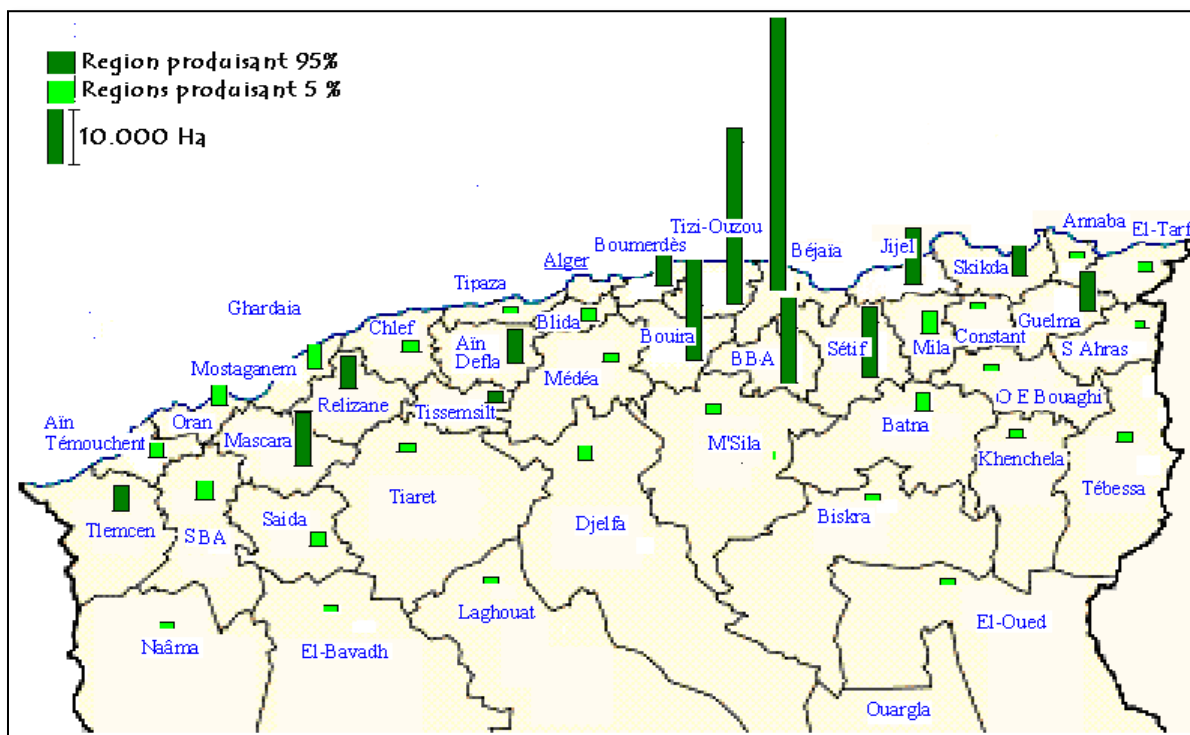 Region produisant 95%
Regions produisant 5 %
10.000 Ha
Annaba
El-Tarf
Tizi-Ouzou
Boumerdès
Béjaïa
Jijel
Skikda
Alger
Tipaza
Ghardaia
Chlef
Blida
Bouira
Guelma
Aïn
Defla
BBA
Sétif
Mila
Constant
S Ahras
Mostaganem
Médéa
Relizane
Tissemsilt
O E Bouaghi
Oran
Aïn
Témouchent
Mascara
M'Sila
Batna
Khenchela
Tiaret
Tébessa
Saida
Biskra
Tlemcen
SBA
Djelfa
Laghouat
El-Oued
Naâma
El-Bavadh
Ouargla